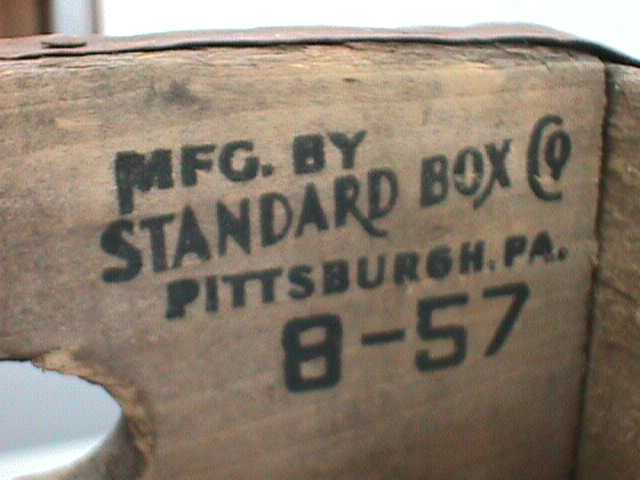 MFG. BY
STANDARD BOX CO
PITTSBURGH, PA.
8-57